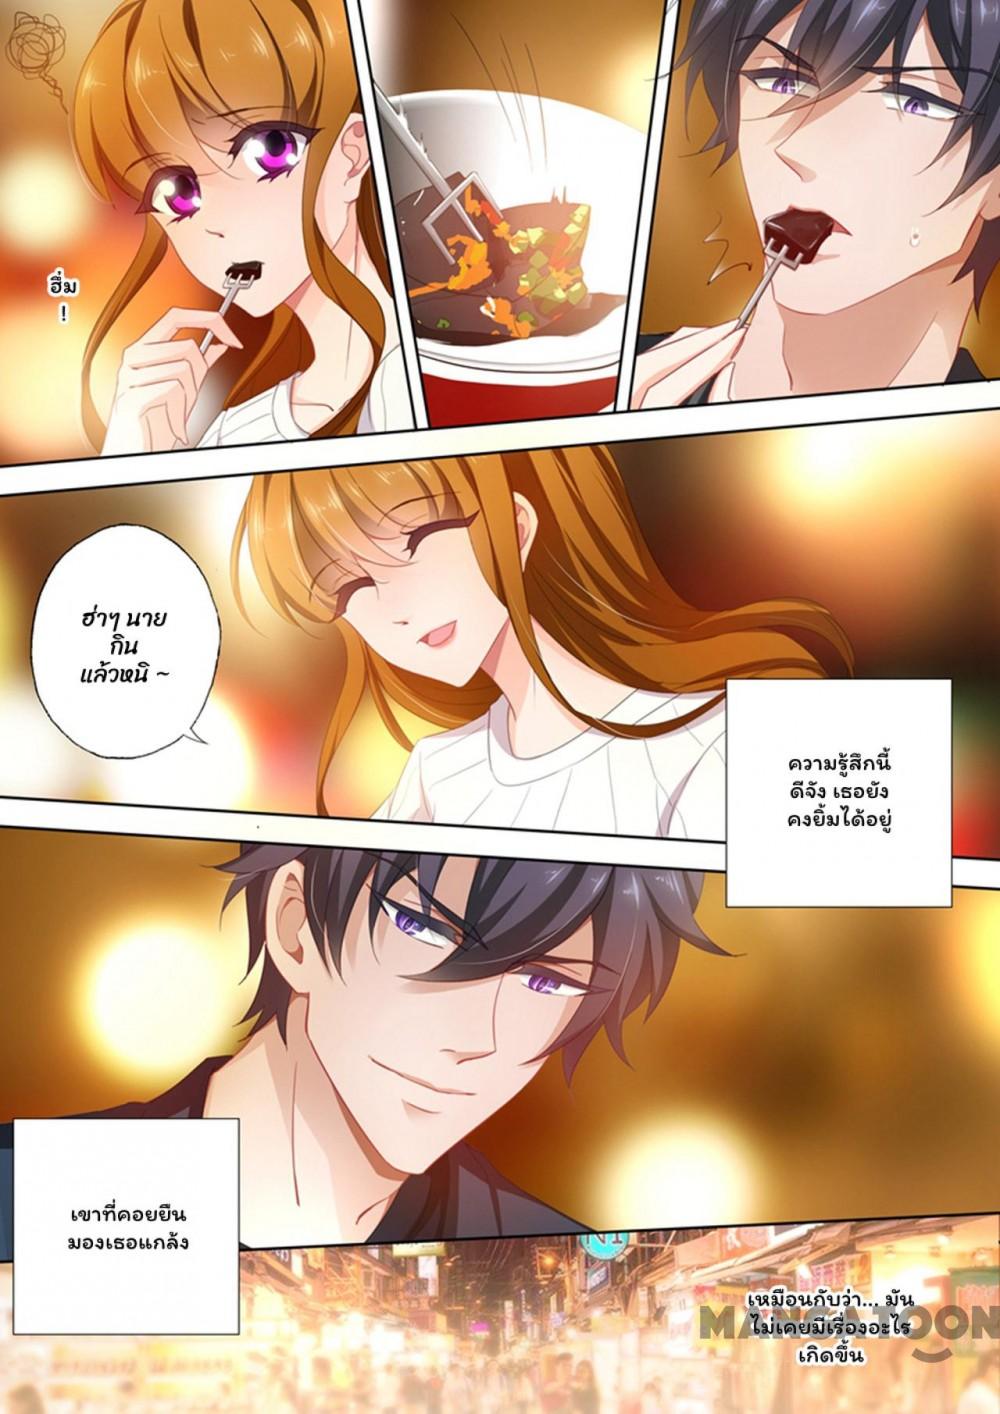 ฮึ่ม
!
ฮ่าๆ นาย
กิน
แล้วหนิ ~
ความรู้สึกนี้
ดีจัง เธอยัง
คงยิ้มได้อยู่
เขาที่คอยยืน
มองเธอแกล้ง
N1
เหมือนกับว่า... มัน
ไม่เคยมีเรื่องอะไร
เกิดขึ้น
MANGATOON